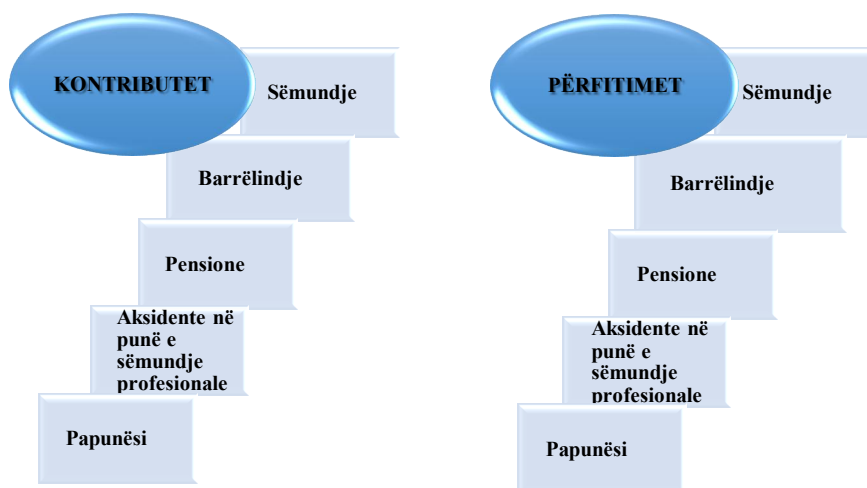 KONTRIBUTET
Sëmundje
Barrëlindje
Pensione
Aksidente në
punë e
sëmundje
profesionale
Papunësi
PËRFITIMET
Sëmundje
Barrëlindje
Pensione
Aksidente në
punë e
sëmundje
profesionale
Papunësi